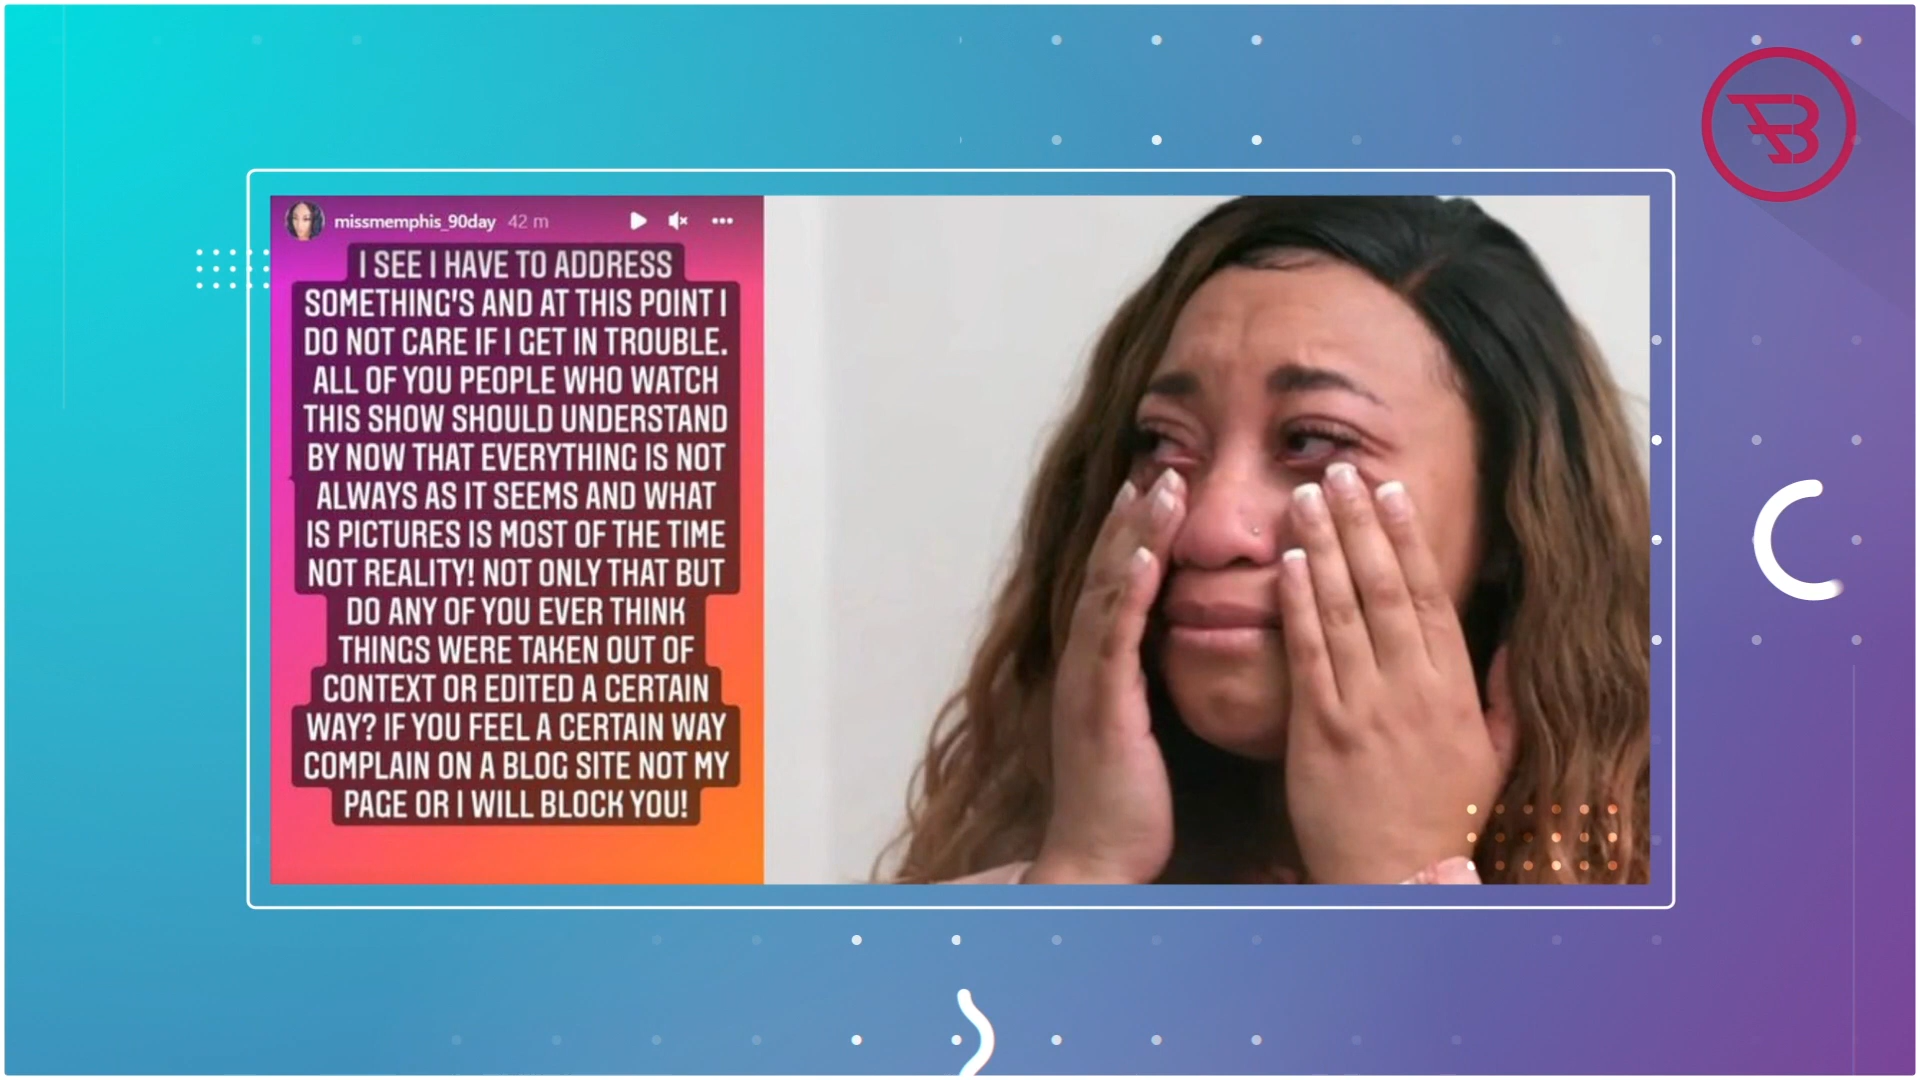 missmemphis_90day 42 m
I SEE I HAVE TO ADDRESS
SOMETHING'S AND AT THIS POINT I
DO NOT CARE IF I GET IN TROUBLE.
ALL OF YOU PEOPLE WHO WATCH
THIS SHOW SHOULD UNDERSTAND
BY NOW THAT EVERYTHING IS NOT
ALWAYS AS IT SEEMS AND WHAT
IS PICTURES IS MOST OF THE TIME
NOT REALITY! NOT ONLY THAT BUT
DO ANY OF YOU EVER THINK
THINGS WERE TAKEN OUT OF
CONTEXT OR EDITED A CERTAIN
WAY? IF YOU FEEL A CERTAIN WAY
COMPLAIN ON A BLOG SITE NOT MY
PAGE OR I WILL BLOCK YOU!